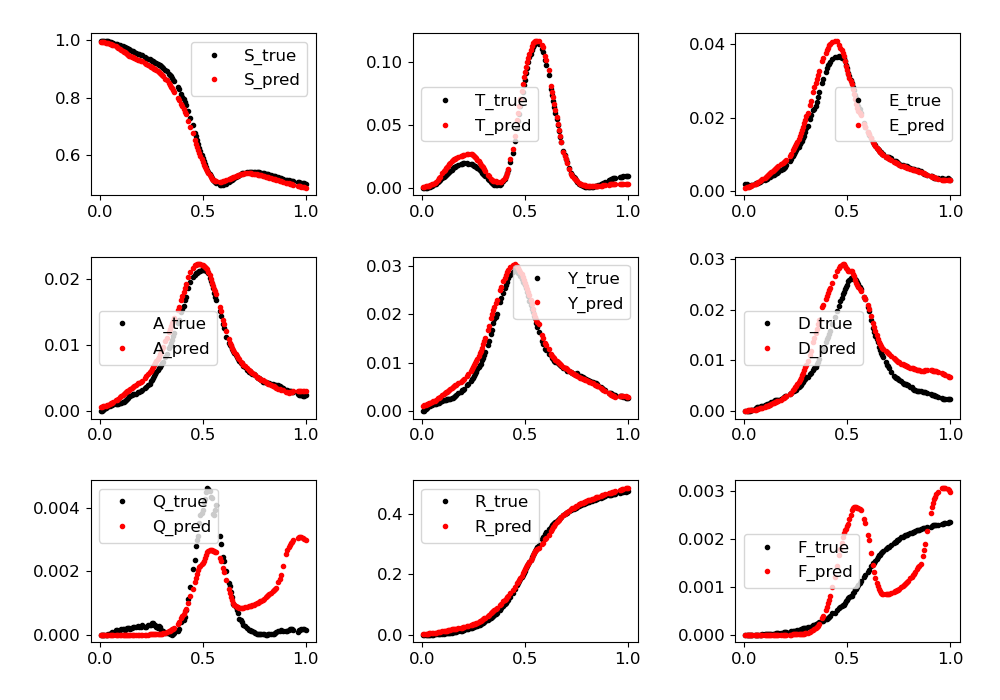 1.0
0.8
0.6
S_true
S_pred
0.0 0.5 1.0
0.10
0.05
0.00
T_true
T_pred
0.0 0.5 1.0
0.04
0.02
0.00
E_true
E_pred
0.0 0.5 1.0
0.02
0.01
0.00
A_true
A_pred
0.0 0.5 1.0
0.03
0.02
0.01
0.00
Y_true
Y_pred
0.0 0.5 1.0
0.03
0.02
0.01
0.00
D_true
D_pred
0.0 0.5 1.0
0.004
0.002
0.000
Q_true
Q_pred
0.0 0.5 1.0
0.4
0.2
0.0
R_true
R_pred
0.0 0.5 1.0
0.003
0.002
0.001
0.000
F_true
F_pred
0.0 0.5 1.0